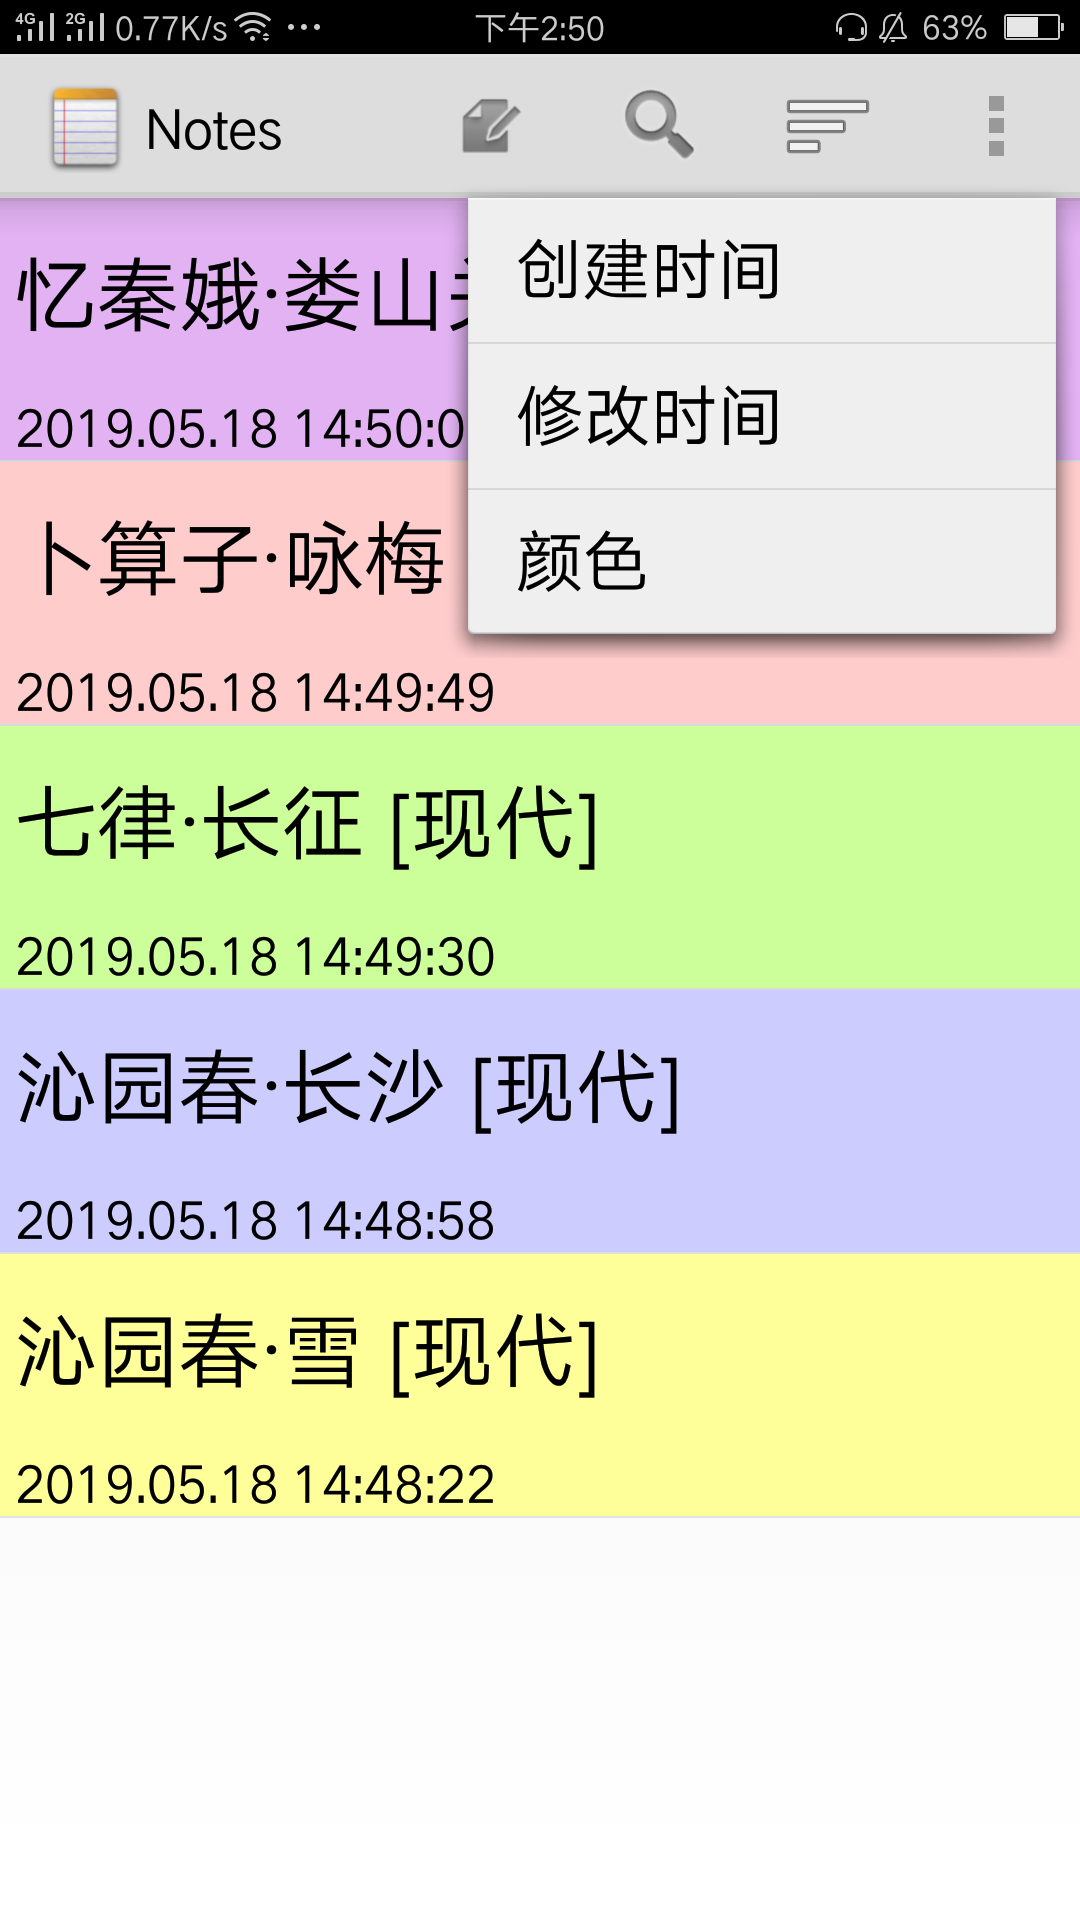 4G 2G 0.77K/s 下午2:50 63%
Notes
创建时间
修改时间
颜色
忆秦娥·娄山
2019.05.18 14:50:0
卜算子·咏梅
2019.05.18 14:49:49
七律·长征 [现代]
2019.05.18 14:49:30
沁园春·长沙 [现代]
2019.05.18 14:48:58
沁园春·雪 [现代]
2019.05.18 14:48:22